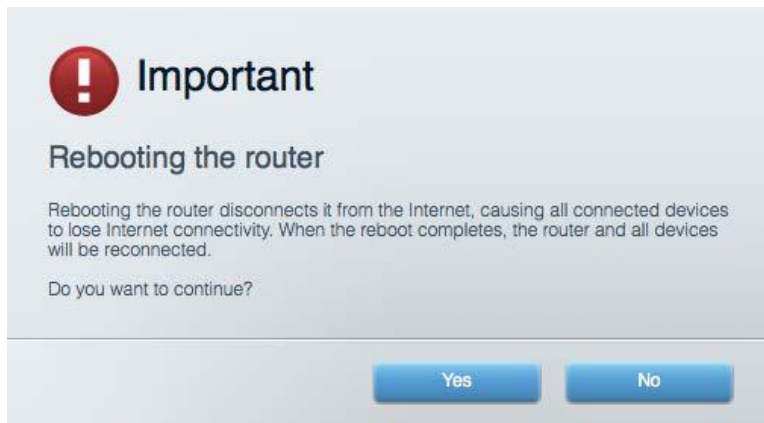 Important
Rebooting the router
Rebooting the router disconnects it from the Internet, causing all connected devices
to lose Internet connectivity. When the reboot completes, the router and all devices
will be reconnected.
Do you want to continue?
Yes No